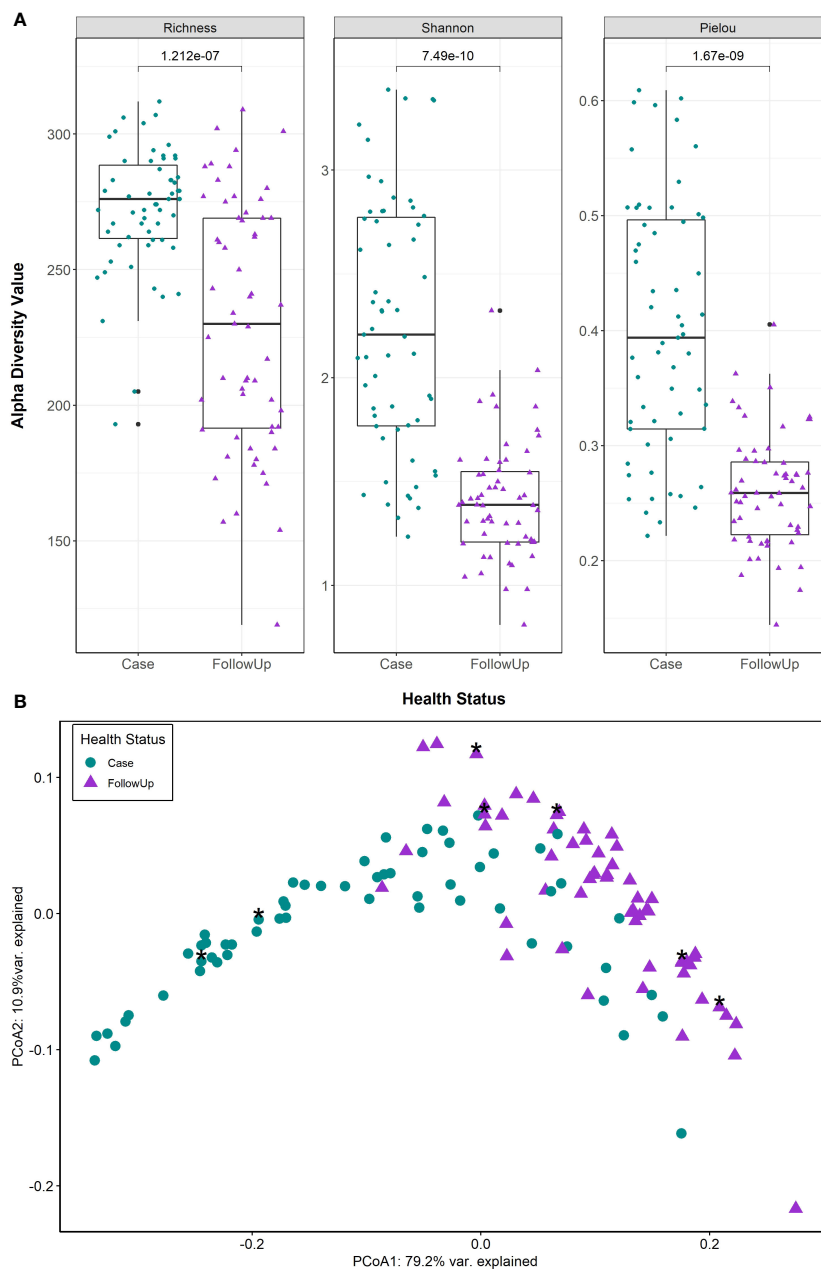 A
Richness
Shannon
Pielou
1.212e-07
7.49e-10
1.67e-09
Alpha Diversity Value
300
250
200
150
3
2
1
0.6
0.5
0.4
0.3
0.2
Case
FollowUp
Case
FollowUp
Case
FollowUp
Health Status
B
Health Status
Case
FollowUp
PCoA2: 10.9%var. explained
0.1
0.0
-0.1
-0.2
*
*
*
*
*
*
*
-0.2
0.0
0.2
PCoA1: 79.2% var. explained